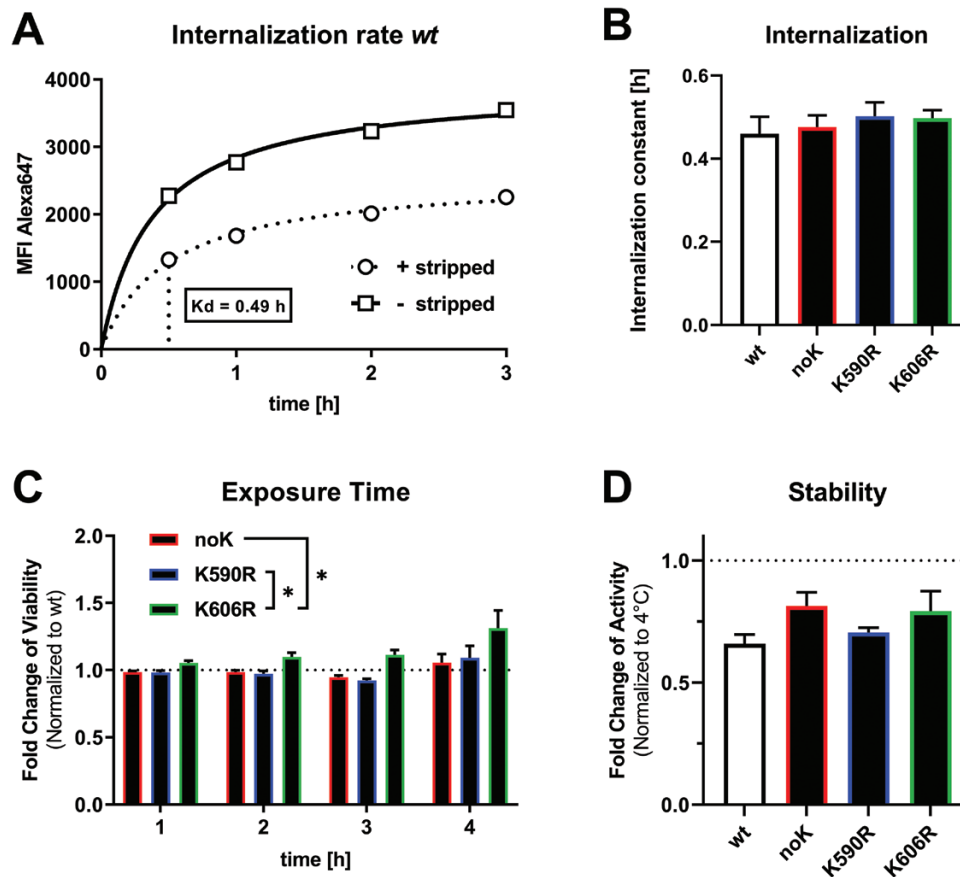 A
Internalization rate wt
MFI Alexa647
4000
3000
2000
1000
0
+ stripped
- stripped
Kd = 0.49 h
0 1 2 3
time [h]
B
Internalization
Internalization constant [h]
0.6
0.4
0.2
0.0
wt noK K590R K606R
C
Exposure Time
Fold Change of Viability
(Normalized to wt)
2.0
1.5
1.0
0.5
0.0
noK
K590R
K606R
*
*
1 2 3 4
time [h]
D
Stability
Fold Change of Activity
(Normalized to 4°C)
1.0
0.5
0.0
wt noK K590R K606R